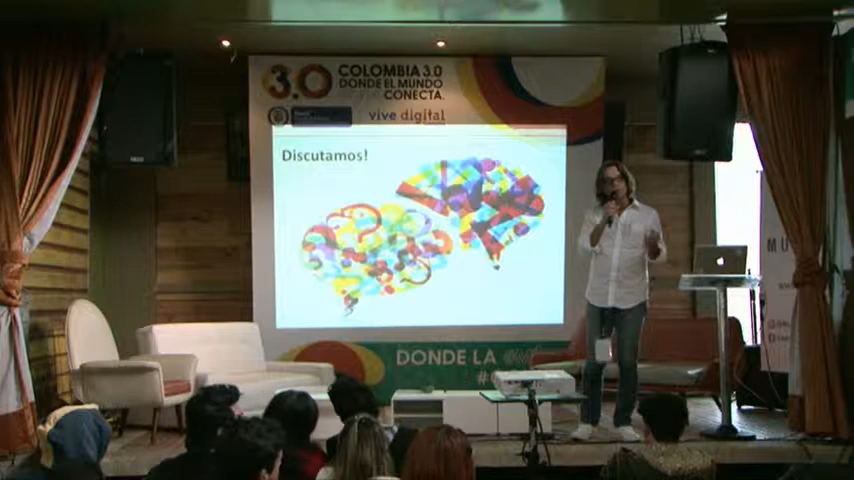 3.0
COLOMBIA 3.0
DONDE EL MUNDO
CONECTA.
vive digital
Discutamos!
DONDE LA